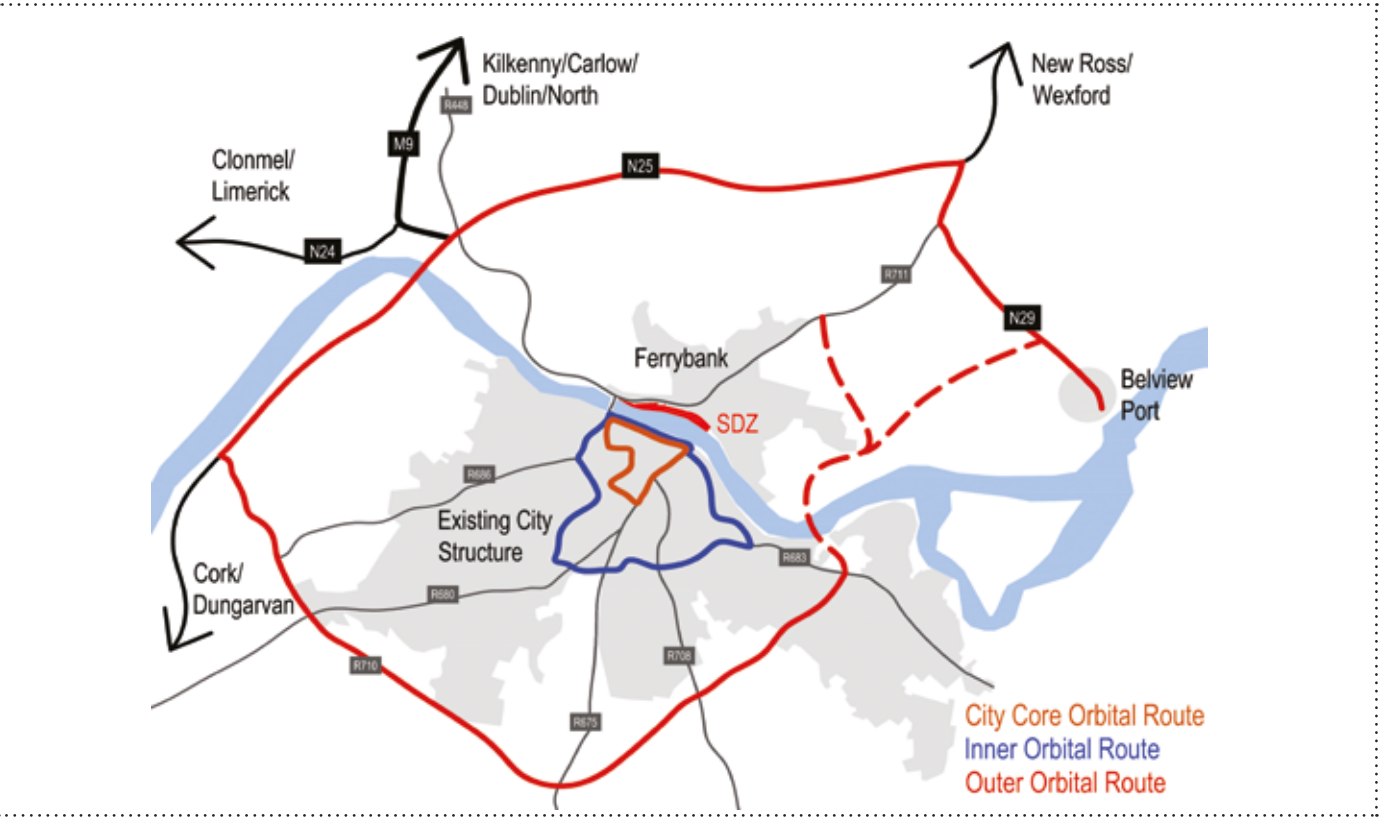 Kilkenny/Carlow/
Dublin/North
New Ross/
Wexford
R448
M9
Clonmel/
Limerick
N25
N24
R711
N29
Ferrybank
Belview
Port
SDZ
R686
Existing City
Structure
R683
Cork/
Dungarvan
R680
R710
R708
R675
City Core Orbital Route
Inner Orbital Route
Outer Orbital Route